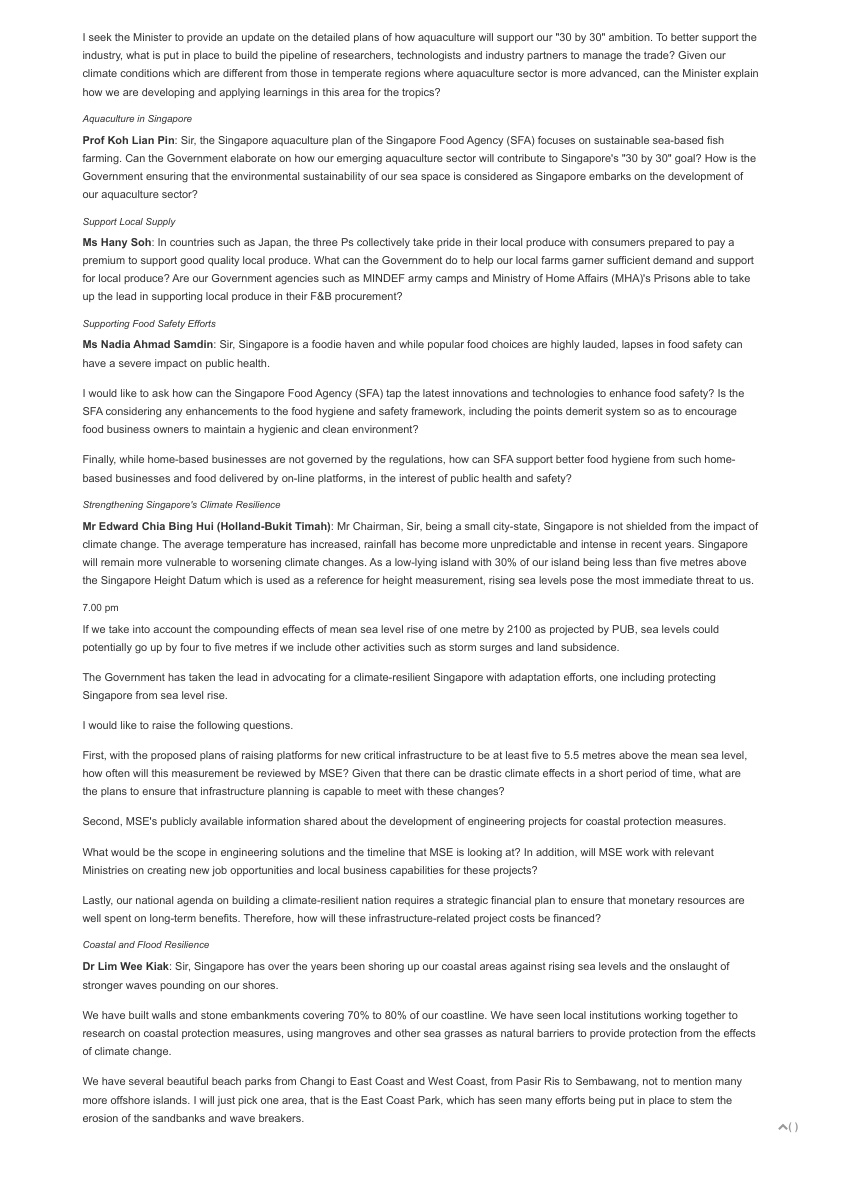 I seek the Minister to provide an update on the detailed plans of how aquaculture will support our "30 by 30" ambition. To better support the
industry, what is put in place to build the pipeline of researchers, technologists and industry partners to manage the trade? Given our
climate conditions which are different from those in temperate regions where aquaculture sector is more advanced, can the Minister explain
how we are developing and applying learnings in this area for the tropics?
Aquaculture in Singapore
Prof Koh Lian Pin: Sir, the Singapore aquaculture plan of the Singapore Food Agency (SFA) focuses on sustainable sea-based fish
farming. Can the Government elaborate on how our emerging aquaculture sector will contribute to Singapore's "30 by 30" goal? How is the
Government ensuring that the environmental sustainability of our sea space is considered as Singapore embarks on the development of
our aquaculture sector?
Support Local Supply
Ms Hany Soh: In countries such as Japan, the three Ps collectively take pride in their local produce with consumers prepared to pay a
premium to support good quality local produce. What can the Government do to help our local farms garner sufficient demand and support
for local produce? Are our Government agencies such as MINDEF army camps and Ministry of Home Affairs (MHA)'s Prisons able to take
up the lead in supporting local produce in their F&B procurement?
Supporting Food Safety Efforts
Ms Nadia Ahmad Samdin: Sir, Singapore is a foodie haven and while popular food choices are highly lauded, lapses in food safety can
have a severe impact on public health.
I would like to ask how can the Singapore Food Agency (SFA) tap the latest innovations and technologies to enhance food safety? Is the
SFA considering any enhancements to the food hygiene and safety framework, including the points demerit system so as to encourage
food business owners to maintain a hygienic and clean environment?
Finally, while home-based businesses are not governed by the regulations, how can SFA support better food hygiene from such home-
based businesses and food delivered by on-line platforms, in the interest of public health and safety?
Strengthening Singapore's Climate Resilience
Mr Edward Chia Bing Hui (Holland-Bukit Timah): Mr Chairman, Sir, being a small city-state, Singapore is not shielded from the impact of
climate change. The average temperature has increased, rainfall has become more unpredictable and intense in recent years. Singapore
will remain more vulnerable to worsening climate changes. As a low-lying island with 30% of our island being less than five metres above
the Singapore Height Datum which is used as a reference for height measurement, rising sea levels pose the most immediate threat to us.
7.00 pm
If we take into account the compounding effects of mean sea level rise of one metre by 2100 as projected by PUB, sea levels could
potentially go up by four to five metres if we include other activities such as storm surges and land subsidence.
The Government has taken the lead in advocating for a climate-resilient Singapore with adaptation efforts, one including protecting
Singapore from sea level rise.
I would like to raise the following questions.
First, with the proposed plans of raising platforms for new critical infrastructure to be at least five to 5.5 metres above the mean sea level,
how often will this measurement be reviewed by MSE? Given that there can be drastic climate effects in a short period of time, what are
the plans to ensure that infrastructure planning is capable to meet with these changes?
Second, MSE's publicly available information shared about the development of engineering projects for coastal protection measures.
What would be the scope in engineering solutions and the timeline that MSE is looking at? In addition, will MSE work with relevant
Ministries on creating new job opportunities and local business capabilities for these projects?
Lastly, our national agenda on building a climate-resilient nation requires a strategic financial plan to ensure that monetary resources are
well spent on long-term benefits. Therefore, how will these infrastructure-related project costs be financed?
Coastal and Flood Resilience
Dr Lim Wee Kiak: Sir, Singapore has over the years been shoring up our coastal areas against rising sea levels and the onslaught of
stronger waves pounding on our shores.
We have built walls and stone embankments covering 70% to 80% of our coastline. We have seen local institutions working together to
research on coastal protection measures, using mangroves and other sea grasses as natural barriers to provide protection from the effects
of climate change.
We have several beautiful beach parks from Changi to East Coast and West Coast, from Pasir Ris to Sembawang, not to mention many
more offshore islands. I will just pick one area, that is the East Coast Park, which has seen many efforts being put in place to stem the
erosion of the sandbanks and wave breakers.
( )